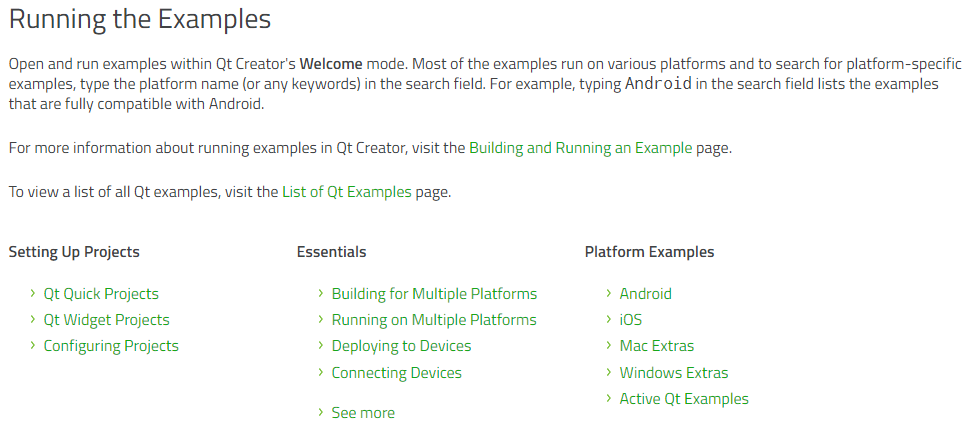 Running the Examples
Open and run examples within Qt Creator's Welcome mode. Most of the examples run on various platforms and to search for platform-specific
examples, type the platform name (or any keywords) in the search field. For example, typing Android in the search field lists the examples
that are fully compatible with Android.
For more information about running examples in Qt Creator, visit the Building and Running an Example page.
To view a list of all Qt examples, visit the List of Qt Examples page.
Setting Up Projects
Qt Quick Projects
Qt Widget Projects
Configuring Projects
Essentials
Building for Multiple Platforms
Running on Multiple Platforms
Deploying to Devices
Connecting Devices
See more
Platform Examples
Android
iOS
Mac Extras
Windows Extras
Active Qt Examples